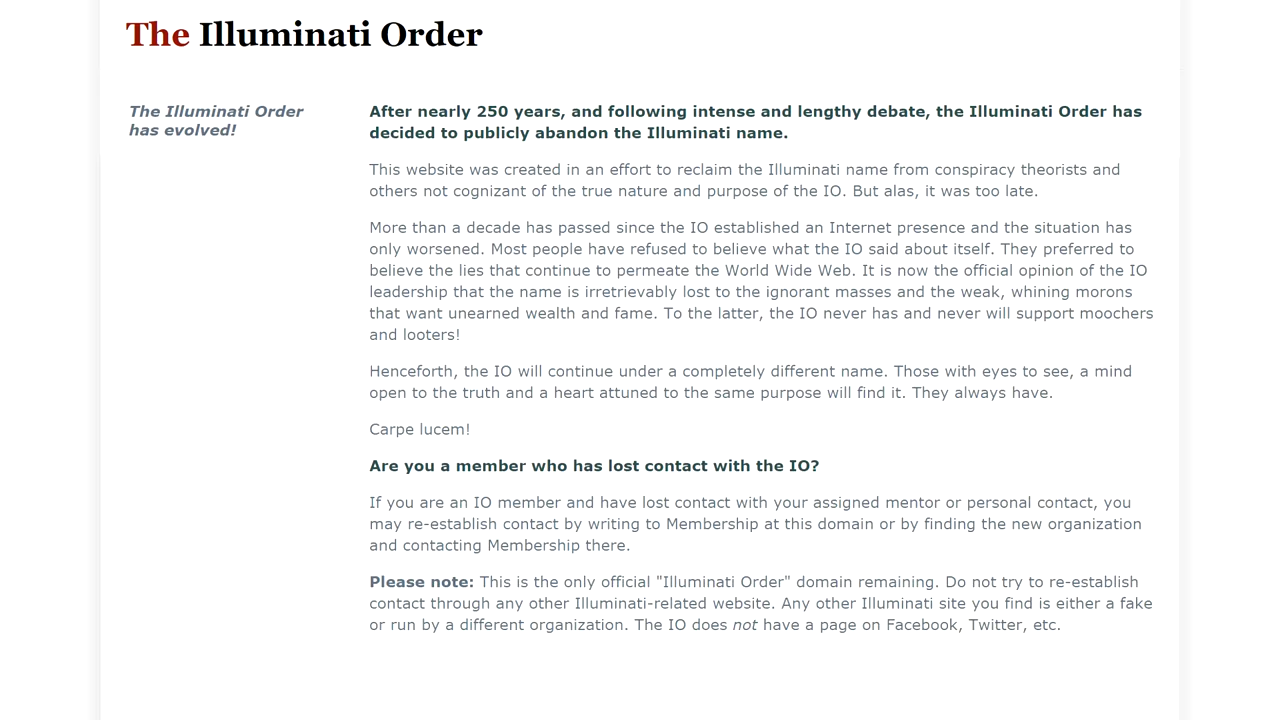 The Illuminati Order
The Illuminati Order
has evolved!
After nearly 250 years, and following intense and lengthy debate, the Illuminati Order has
decided to publicly abandon the Illuminati name.
This website was created in an effort to reclaim the Illuminati name from conspiracy theorists and
others not cognizant of the true nature and purpose of the IO. But alas, it was too late.
More than a decade has passed since the IO established an Internet presence and the situation has
only worsened. Most people have refused to believe what the IO said about itself. They preferred to
believe the lies that continue to permeate the World Wide Web. It is now the official opinion of the IO
leadership that the name is irretrievably lost to the ignorant masses and the weak, whining morons
that want unearned wealth and fame. To the latter, the IO never has and never will support moochers
and looters!
Henceforth, the IO will continue under a completely different name. Those with eyes to see, a mind
open to the truth and a heart attuned to the same purpose will find it. They always have.
Carpe lucem!
Are you a member who has lost contact with the IO?
If you are an IO member and have lost contact with your assigned mentor or personal contact, you
may re-establish contact by writing to Membership at this domain or by finding the new organization
and contacting Membership there.
Please note: This is the only official "Illuminati Order" domain remaining. Do not try to re-establish
contact through any other Illuminati-related website. Any other Illuminati site you find is either a fake
or run by a different organization. The IO does not have a page on Facebook, Twitter, etc.